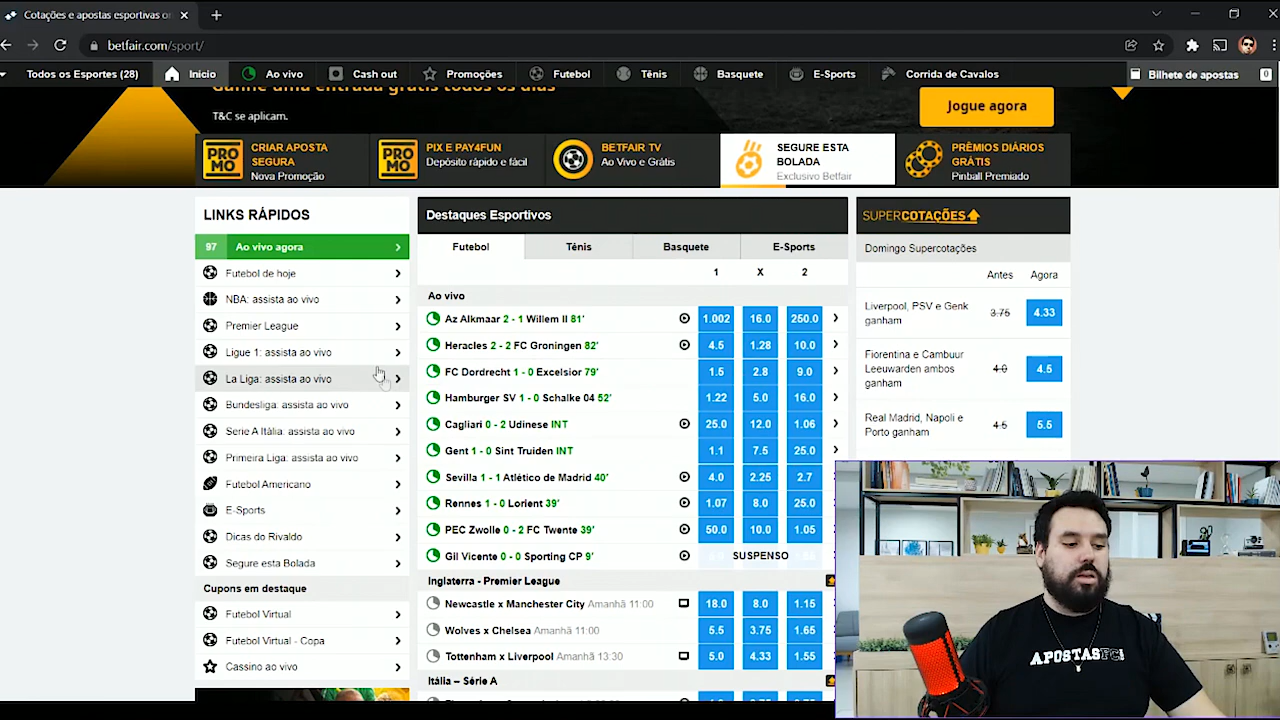 Cotações e apostas esportivas on
betfair.com/sport/
Todos os Esportes (28)
Início
Ao vivo
Cash out
Promoções
Futebol
Tênis
Basquete
E-Sports
Corrida de Cavalos
Bilhete de apostas
0
Ganhe uma entrada grátis todos os dias
T&C se aplicam.
Jogue agora
PROMO
CRIAR APOSTA
SEGURA
Nova Promoção
PROMO
PIX E PAY4FUN
Depósito rápido e fácil
BETFAIR TV
Ao Vivo e Grátis
SEGURE ESTA
BOLADA
Exclusivo Betfair
PRÊMIOS DIÁRIOS
GRÁTIS
Pinball Premiado
LINKS RÁPIDOS
97 Ao vivo agora
Futebol de hoje
NBA: assista ao vivo
Premier League
Ligue 1: assista ao vivo
La Liga: assista ao vivo
Bundesliga: assista ao vivo
Serie A Itália: assista ao vivo
Primeira Liga: assista ao vivo
Futebol Americano
E-Sports
Dicas do Rivaldo
Segure esta Bolada
Cupons em destaque
Futebol Virtual
Futebol Virtual - Copa
Cassino ao vivo
Destaques Esportivos
Futebol Tênis Basquete E-Sports
1 X 2
Ao vivo
Az Alkmaar 2 - 1 Willem II 81' 1.002 16.0 250.0
Heracles 2 - 2 FC Groningen 82' 4.5 1.28 10.0
FC Dordrecht 1 - 0 Excelsior 79' 1.5 2.8 9.0
Hamburger SV 1 - 0 Schalke 04 52' 1.22 5.0 16.0
Cagliari 0 - 2 Udinese INT 25.0 12.0 1.06
Gent 1 - 0 Sint Truiden INT 1.1 7.5 25.0
Sevilla 1 - 1 Atlético de Madrid 40' 4.0 2.25 2.7
Rennes 1 - 0 Lorient 39' 1.07 8.0 25.0
PEC Zwolle 0 - 2 FC Twente 39' 50.0 10.0 1.05
Gil Vicente 0 - 0 Sporting CP 9' SUSPENSO
Inglaterra - Premier League
Newcastle x Manchester City Amanhã 11:00 18.0 8.0 1.15
Wolves x Chelsea Amanhã 11:00 5.5 3.75 1.65
Tottenham x Liverpool Amanhã 13:30 5.0 4.33 1.55
Itália – Série A
SUPERCOTAÇÕES
Domingo Supercotações
Antes Agora
Liverpool, PSV e Genk
ganham
3.75 4.33
Fiorentina e Cambuur
Leeuwarden ambos
ganham
4.0 4.5
Real Madrid, Napoli e
Porto ganham
4.5 5.5
APOSTASFC!